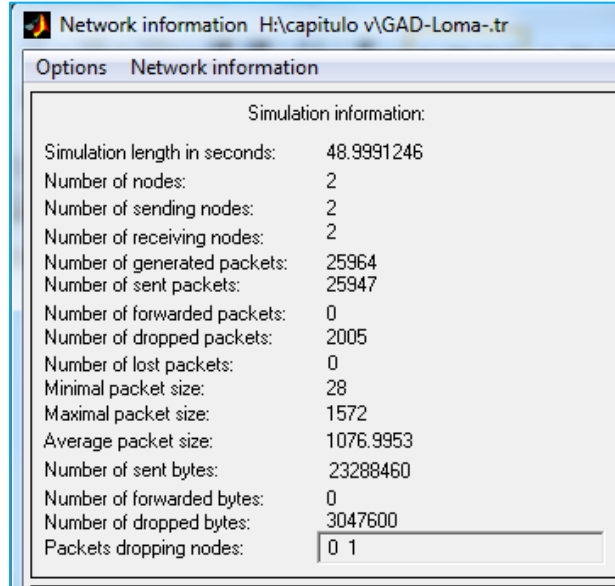 Network information H:\capitulo v\GAD-Loma-.tr
Options Network information
Simulation information:
Simulation length in seconds: 48.9991246
Number of nodes: 2
Number of sending nodes: 2
Number of receiving nodes: 2
Number of generated packets: 25964
Number of sent packets: 25947
Number of forwarded packets: 0
Number of dropped packets: 2005
Number of lost packets: 0
Minimal packet size: 28
Maximal packet size: 1572
Average packet size: 1076.9953
Number of sent bytes: 23288460
Number of forwarded bytes: 0
Number of dropped bytes: 3047600
Packets dropping nodes: 0 1